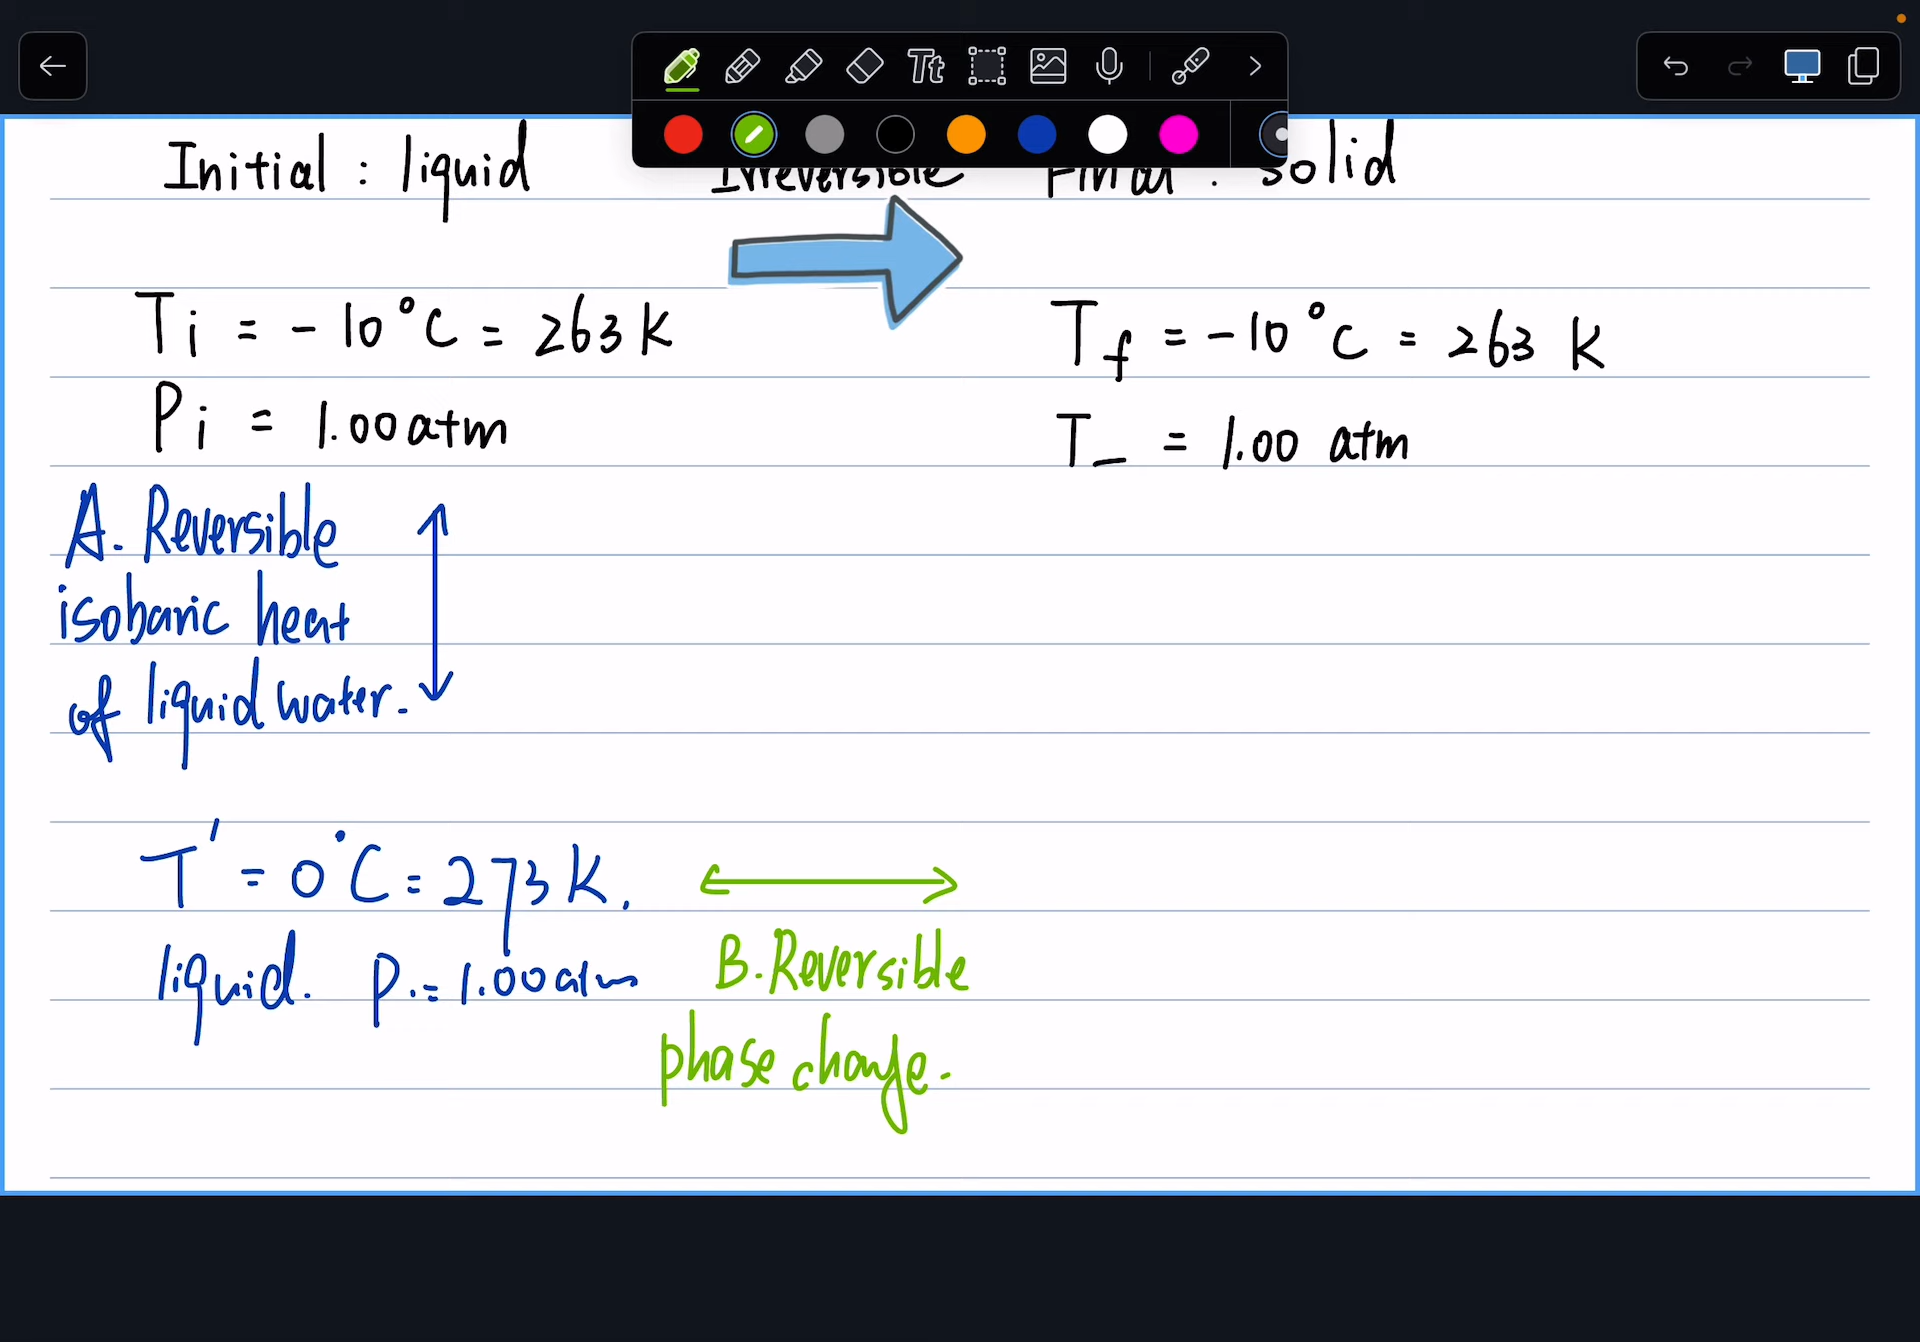 Tt
Initial : liquid
Irreversible
Final : solid
Ti = - 10 °C = 263 K
Pi = 1.00 atm
Tf = - 10 °C = 263 K
T_ = 1.00 atm
A. Reversible
isobaric heat
of liquid water.
T' = 0°C = 273 K.
liquid. P. = 1.00 atm
B. Reversible
phase change.